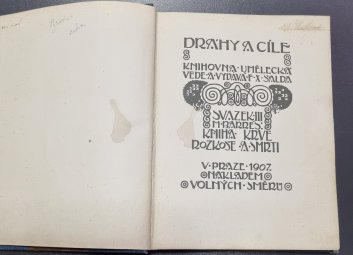 DRÁHY A CÍLE
KNIHOVNA UMĚLECKÁ
VEDE A VYDÁVÁ F. X. ŠALDA
SVAZEK III
M. BARRÈS:
KNIHA KRVE
ROZKOŠE A SMRTI
V PRAZE 1907.
NÁKLADEM
VOLNÝCH SMĚRŮ